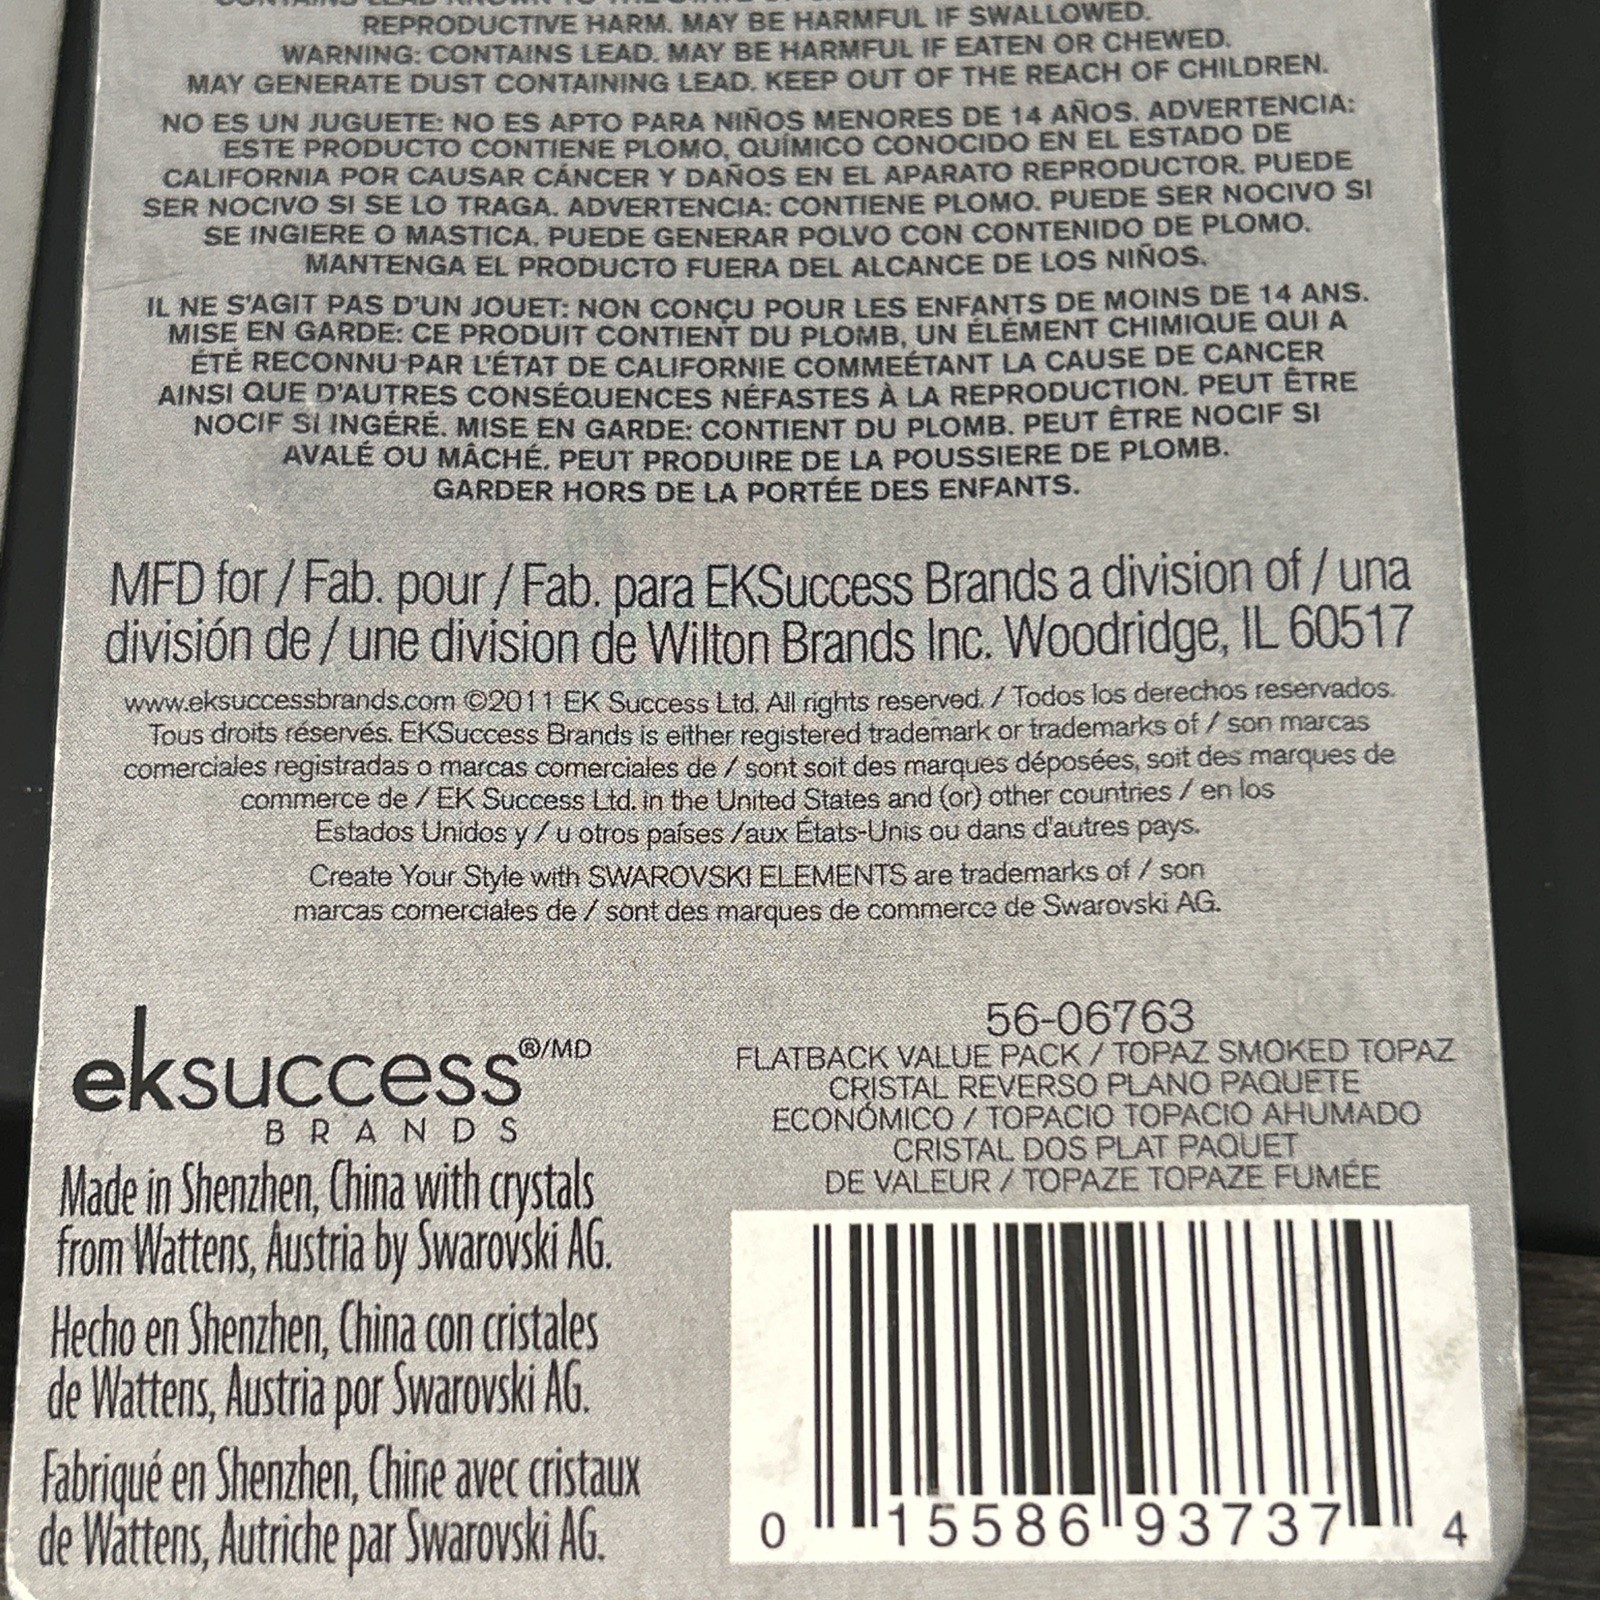 CONTAINS LEAD KNOWN TO THE STATE OF
REPRODUCTIVE HARM. MAY BE HARMFUL IF SWALLOWED.
WARNING: CONTAINS LEAD. MAY BE HARMFUL IF EATEN OR CHEWED.
MAY GENERATE DUST CONTAINING LEAD. KEEP OUT OF THE REACH OF CHILDREN.
NO ES UN JUGUETE: NO ES APTO PARA NIÑOS MENORES DE 14 AÑOS. ADVERTENCIA:
ESTE PRODUCTO CONTIENE PLOMO, QUÍMICO CONOCIDO EN EL ESTADO DE
CALIFORNIA POR CAUSAR CÁNCER Y DAÑOS EN EL APARATO REPRODUCTOR. PUEDE
SER NOCIVO SI SE LO TRAGA. ADVERTENCIA: CONTIENE PLOMO. PUEDE SER NOCIVO SI
SE INGIERE O MASTICA. PUEDE GENERAR POLVO CON CONTENIDO DE PLOMO.
MANTENGA EL PRODUCTO FUERA DEL ALCANCE DE LOS NIÑOS.
IL NE S'AGIT PAS D'UN JOUET: NON CONÇU POUR LES ENFANTS DE MOINS DE 14 ANS.
MISE EN GARDE: CE PRODUIT CONTIENT DU PLOMB, UN ÉLÉMENT CHIMIQUE QUI A
ÉTÉ RECONNU PAR L'ÉTAT DE CALIFORNIE COMMEÉTANT LA CAUSE DE CANCER
AINSI QUE D'AUTRES CONSÉQUENCES NÉFASTES À LA REPRODUCTION. PEUT ÊTRE
NOCIF SI INGÉRÉ. MISE EN GARDE: CONTIENT DU PLOMB. PEUT ÊTRE NOCIF SI
AVALÉ OU MÂCHÉ. PEUT PRODUIRE DE LA POUSSIERE DE PLOMB.
GARDER HORS DE LA PORTÉE DES ENFANTS.
MFD for / Fab. pour / Fab. para EKSuccess Brands a division of / una
división de / une division de Wilton Brands Inc. Woodridge, IL 60517
www.eksuccessbrands.com ©2011 EK Success Ltd. All rights reserved. / Todos los derechos reservados.
Tous droits réservés. EKSuccess Brands is either registered trademark or trademarks of / son marcas
comerciales registradas o marcas comerciales de / sont soit des marques déposées, soit des marques de
commerce de / EK Success Ltd. in the United States and (or) other countries / en los
Estados Unidos y / u otros países /aux États-Unis ou dans d'autres pays.
Create Your Style with SWAROVSKI ELEMENTS are trademarks of / son
marcas comerciales de / sont des marques de commerce de Swarovski AG.
eksuccess®/MD
BRANDS
Made in Shenzhen, China with crystals
from Wattens, Austria by Swarovski AG.
Hecho en Shenzhen, China con cristales
de Wattens, Austria por Swarovski AG.
Fabriqué en Shenzhen, Chine avec cristaux
de Wattens, Autriche par Swarovski AG.
56-06763
FLATBACK VALUE PACK / TOPAZ SMOKED TOPAZ
CRISTAL REVERSO PLANO PAQUETE
ECONÓMICO / TOPACIO TOPACIO AHUMADO
CRISTAL DOS PLAT PAQUET
DE VALEUR / TOPAZE TOPAZE FUMÉE
0 15586 93737 4